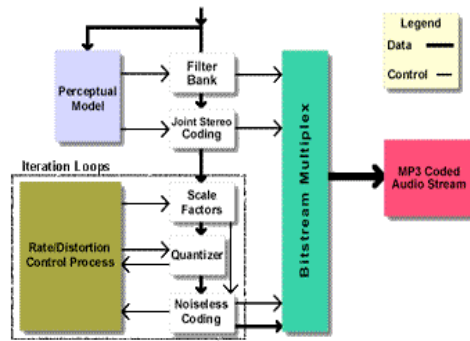 Legend
Data
Control
Perceptual
Model
Filter
Bank
Joint Stereo
Coding
Iteration Loops
Rate/Distortion
Control Process
Scale
Factors
Quantizer
Noiseless
Coding
Bitstream Multiplex
MP3 Coded
Audio Stream